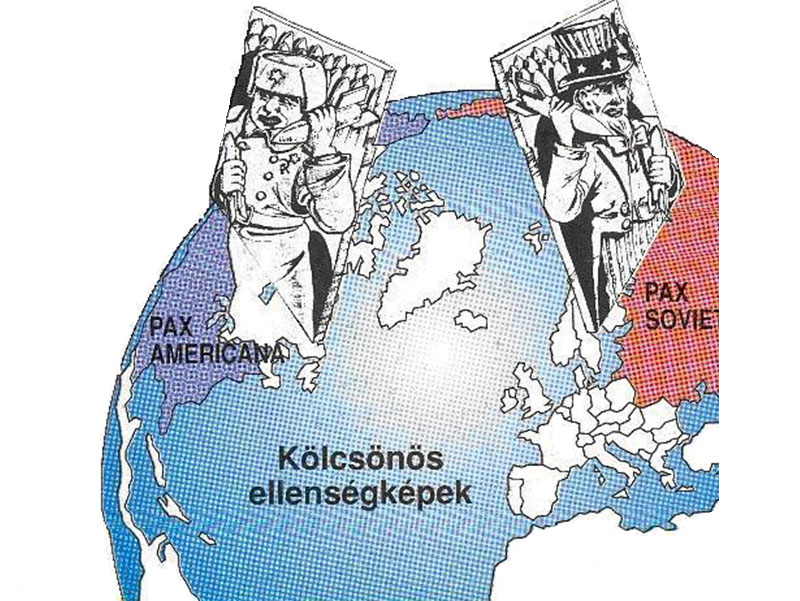 PAX
AMERICANA
PAX
SOVIET
Kölcsönös
ellenségképek